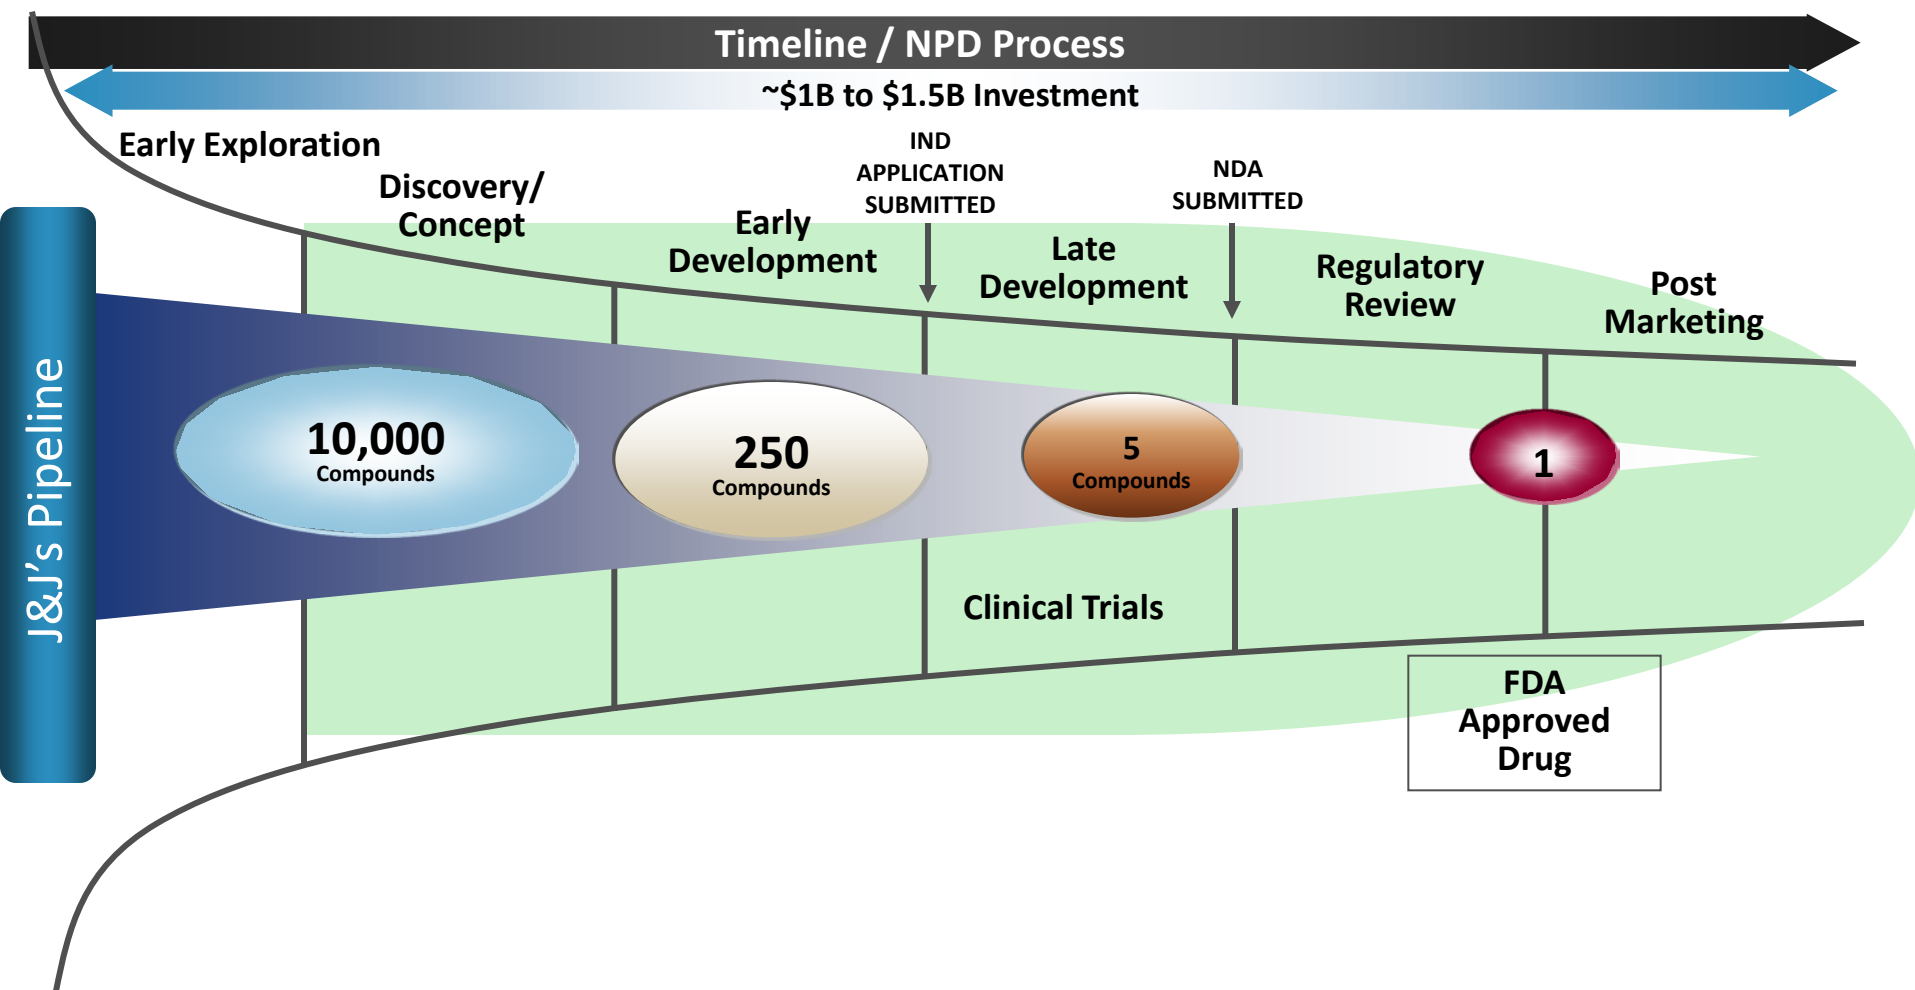 Timeline / NPD Process
~$1B to $1.5B Investment
Early Exploration
Discovery/
Concept
Early
Development
IND
APPLICATION
SUBMITTED
Late
Development
NDA
SUBMITTED
Regulatory
Review
Post
Marketing
J&J's Pipeline
10,000
Compounds
250
Compounds
5
Compounds
1
Clinical Trials
FDA
Approved
Drug